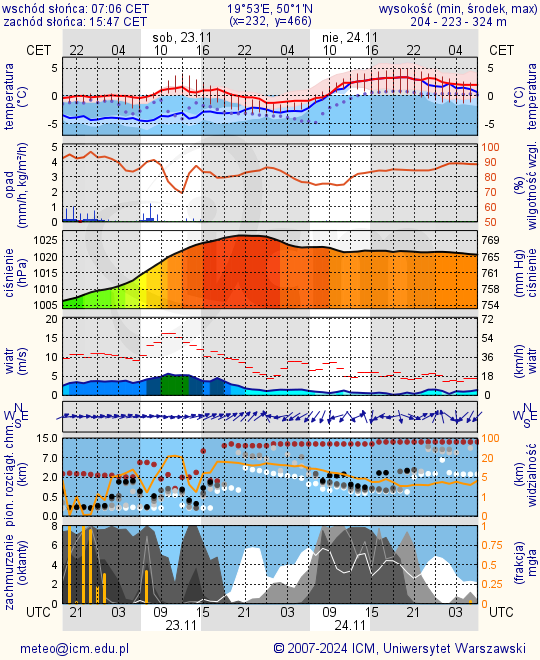 wschód słońca: 07:06 CET 19°53'E, 50°1'N wysokość (min, środek, max)
zachód słońca: 15:47 CET (x=232, y=466) 204 - 223 - 324 m
sob, 23.11 nie, 24.11
CET 22 04 10 16 22 04 10 16 22 04 CET
temperatura (°C)
5 0 -5
5 0 -5
temperatura (°C)
opad (mm/h, kg/m²/h)
5 4 3 2 1 0
100 90 80 70 60 50
(%) wilgotność wzgl.
ciśnienie (hPa)
1025 1020 1015 1010 1005
769 765 761 758 754
(mm Hg) ciśnienie
wiatr (m/s)
20 15 10 5 0
72 54 36 18 0
(km/h) wiatr
N W E S
N W E S
pion. rozciągł. chm. (km)
15.0 7.0 2.0 0.5 0.0
100 20 5 1 0
(km) widzialność
zachmurzenie (oktanty)
8 6 4 2 0
1 0.75 0.5 0.25 0
(frakcja) mgła
UTC 21 03 09 15 21 03 09 15 21 03 UTC
23.11 24.11
meteo@icm.edu.pl © 2007-2024 ICM, Uniwersytet Warszawski